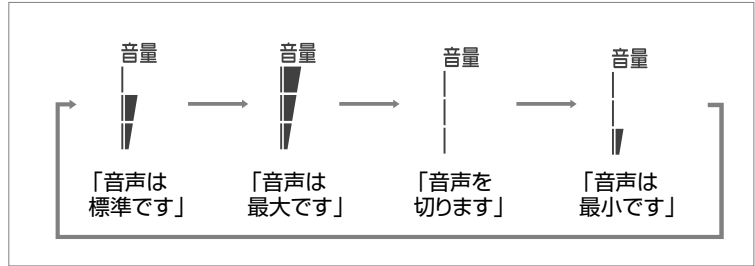 音量
音量
音量
音量
「音声は
標準です」
「音声は
最大です」
「音声を
切ります」
「音声は
最小です」